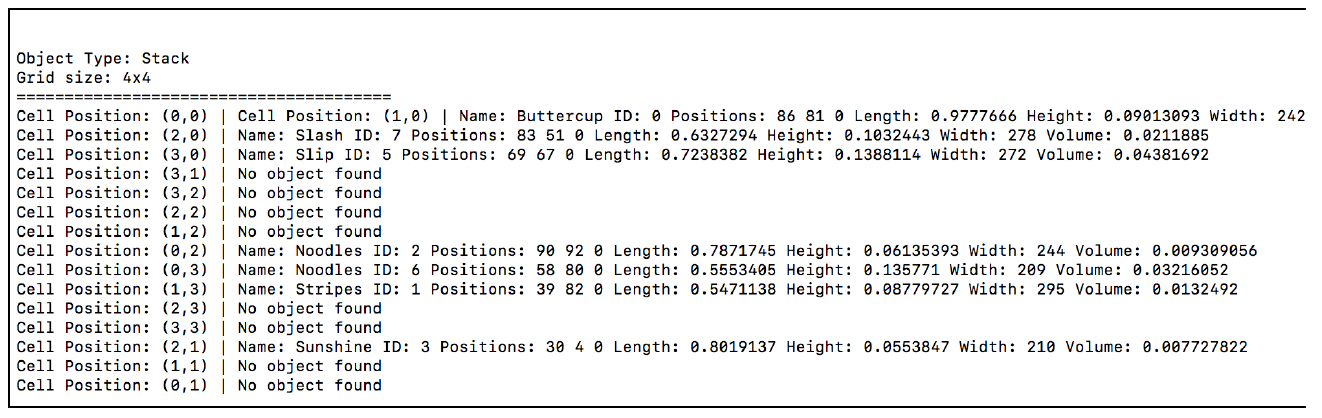 Object Type: Stack
Grid size: 4x4
=======================================
Cell Position: (0,0) | Cell Position: (1,0) | Name: Buttercup ID: 0 Positions: 86 81 0 Length: 0.9777666 Height: 0.09013093 Width: 242
Cell Position: (2,0) | Name: Slash ID: 7 Positions: 83 51 0 Length: 0.6327294 Height: 0.1032443 Width: 278 Volume: 0.0211885
Cell Position: (3,0) | Name: Slip ID: 5 Positions: 69 67 0 Length: 0.7238382 Height: 0.1388114 Width: 272 Volume: 0.04381692
Cell Position: (3,1) | No object found
Cell Position: (3,2) | No object found
Cell Position: (2,2) | No object found
Cell Position: (1,2) | No object found
Cell Position: (0,2) | Name: Noodles ID: 2 Positions: 90 92 0 Length: 0.7871745 Height: 0.06135393 Width: 244 Volume: 0.009309056
Cell Position: (0,3) | Name: Noodles ID: 6 Positions: 58 80 0 Length: 0.5553405 Height: 0.135771 Width: 209 Volume: 0.03216052
Cell Position: (1,3) | Name: Stripes ID: 1 Positions: 39 82 0 Length: 0.5471138 Height: 0.08779727 Width: 295 Volume: 0.0132492
Cell Position: (2,3) | No object found
Cell Position: (3,3) | No object found
Cell Position: (2,1) | Name: Sunshine ID: 3 Positions: 30 4 0 Length: 0.8019137 Height: 0.0553847 Width: 210 Volume: 0.007727822
Cell Position: (1,1) | No object found
Cell Position: (0,1) | No object found